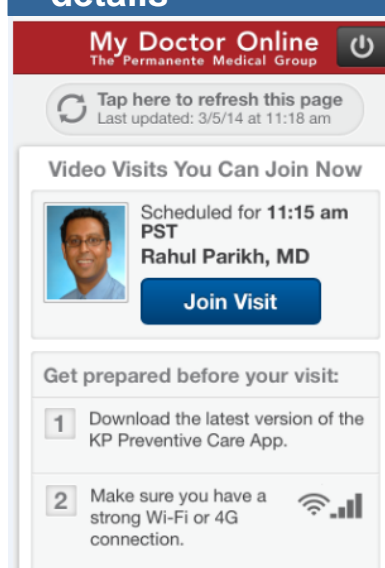 details
My Doctor Online
The Permanente Medical Group
Tap here to refresh this page
Last updated: 3/5/14 at 11:18 am
Video Visits You Can Join Now
Scheduled for 11:15 am
PST
Rahul Parikh, MD
Join Visit
Get prepared before your visit:
1 Download the latest version of the
KP Preventive Care App.
2 Make sure you have a
strong Wi-Fi or 4G
connection.